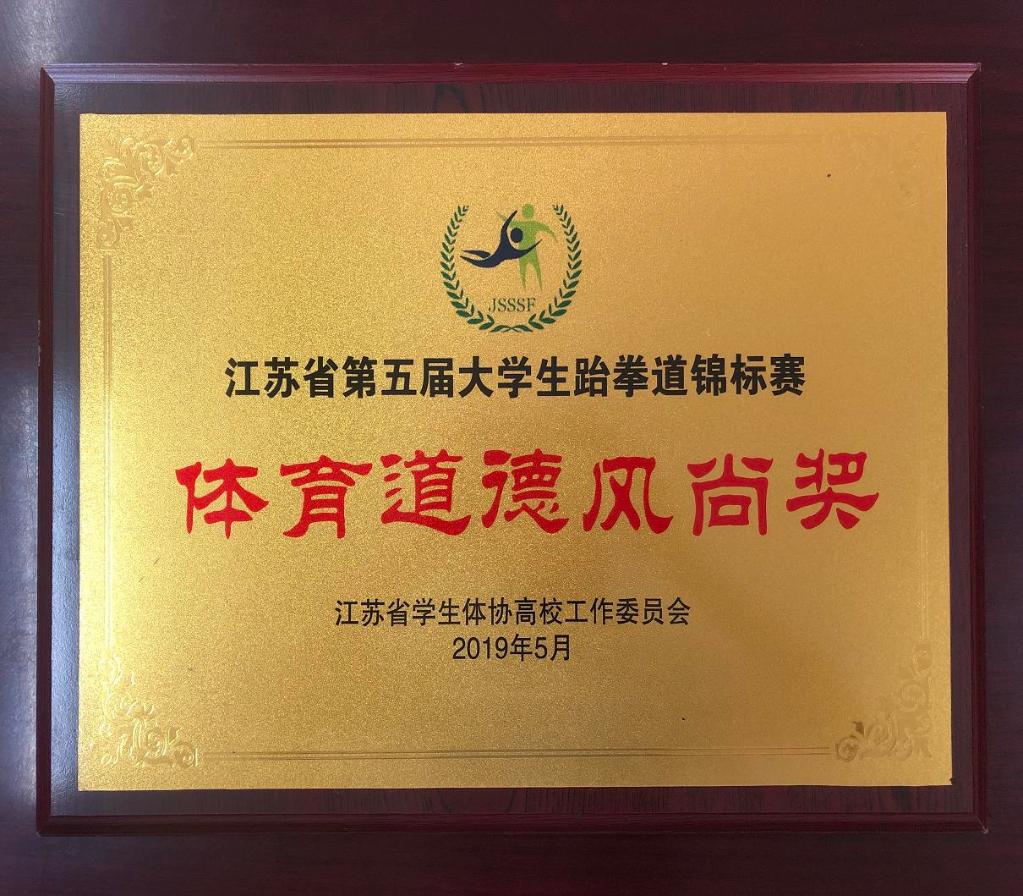 JSSSF
江苏省第五届大学生跆拳道锦标赛
体育道德风尚奖
江苏省学生体协高校工作委员会
2019年5月